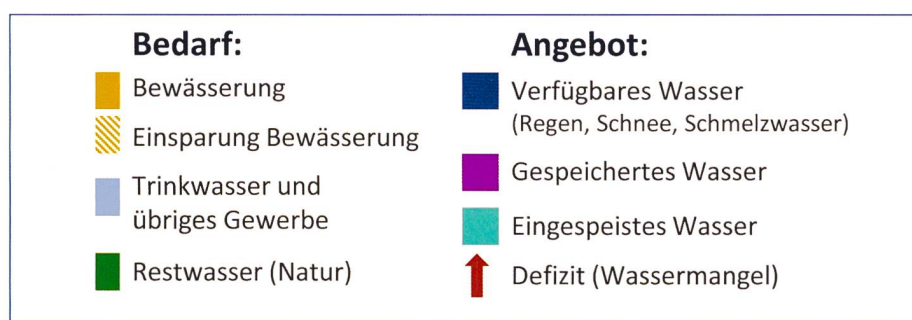 Bedarf:
Bewässerung
Einsparung Bewässerung
Trinkwasser und
übriges Gewerbe
Restwasser (Natur)
Angebot:
Verfügbares Wasser
(Regen, Schnee, Schmelzwasser)
Gespeichertes Wasser
Eingespeistes Wasser
Defizit (Wassermangel)